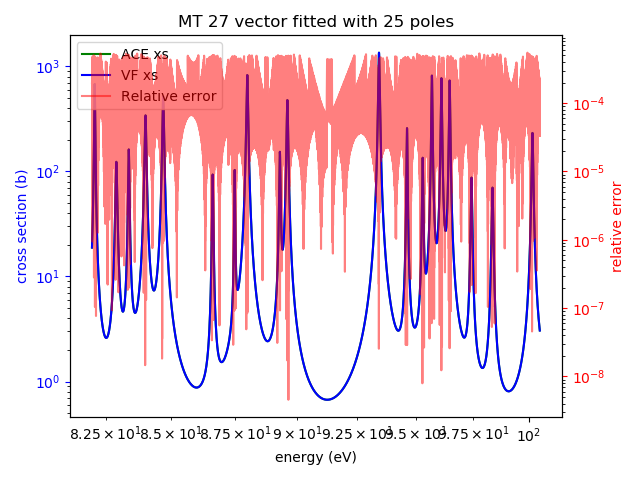 MT 27 vector fitted with 25 poles
ACE xs
VF xs
Relative error
cross section (b)
10³
10²
10¹
10⁰
10⁻⁴
10⁻⁵
10⁻⁶
10⁻⁷
10⁻⁸
relative error
8.25×10¹ 8.5×10¹ 8.75×10¹ 9×10¹ 9.25×10¹ 9.5×10¹ 9.75×10¹ 10²
energy (eV)